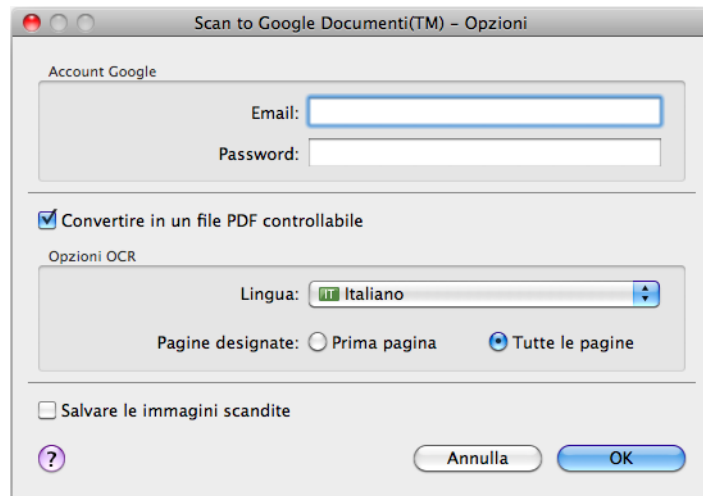 Scan to Google Documenti(TM) – Opzioni
Account Google
Email:
Password:
Convertire in un file PDF controllabile
Opzioni OCR
Lingua: IT Italiano
Pagine designate: Prima pagina Tutte le pagine
Salvare le immagini scandite
? Annulla OK